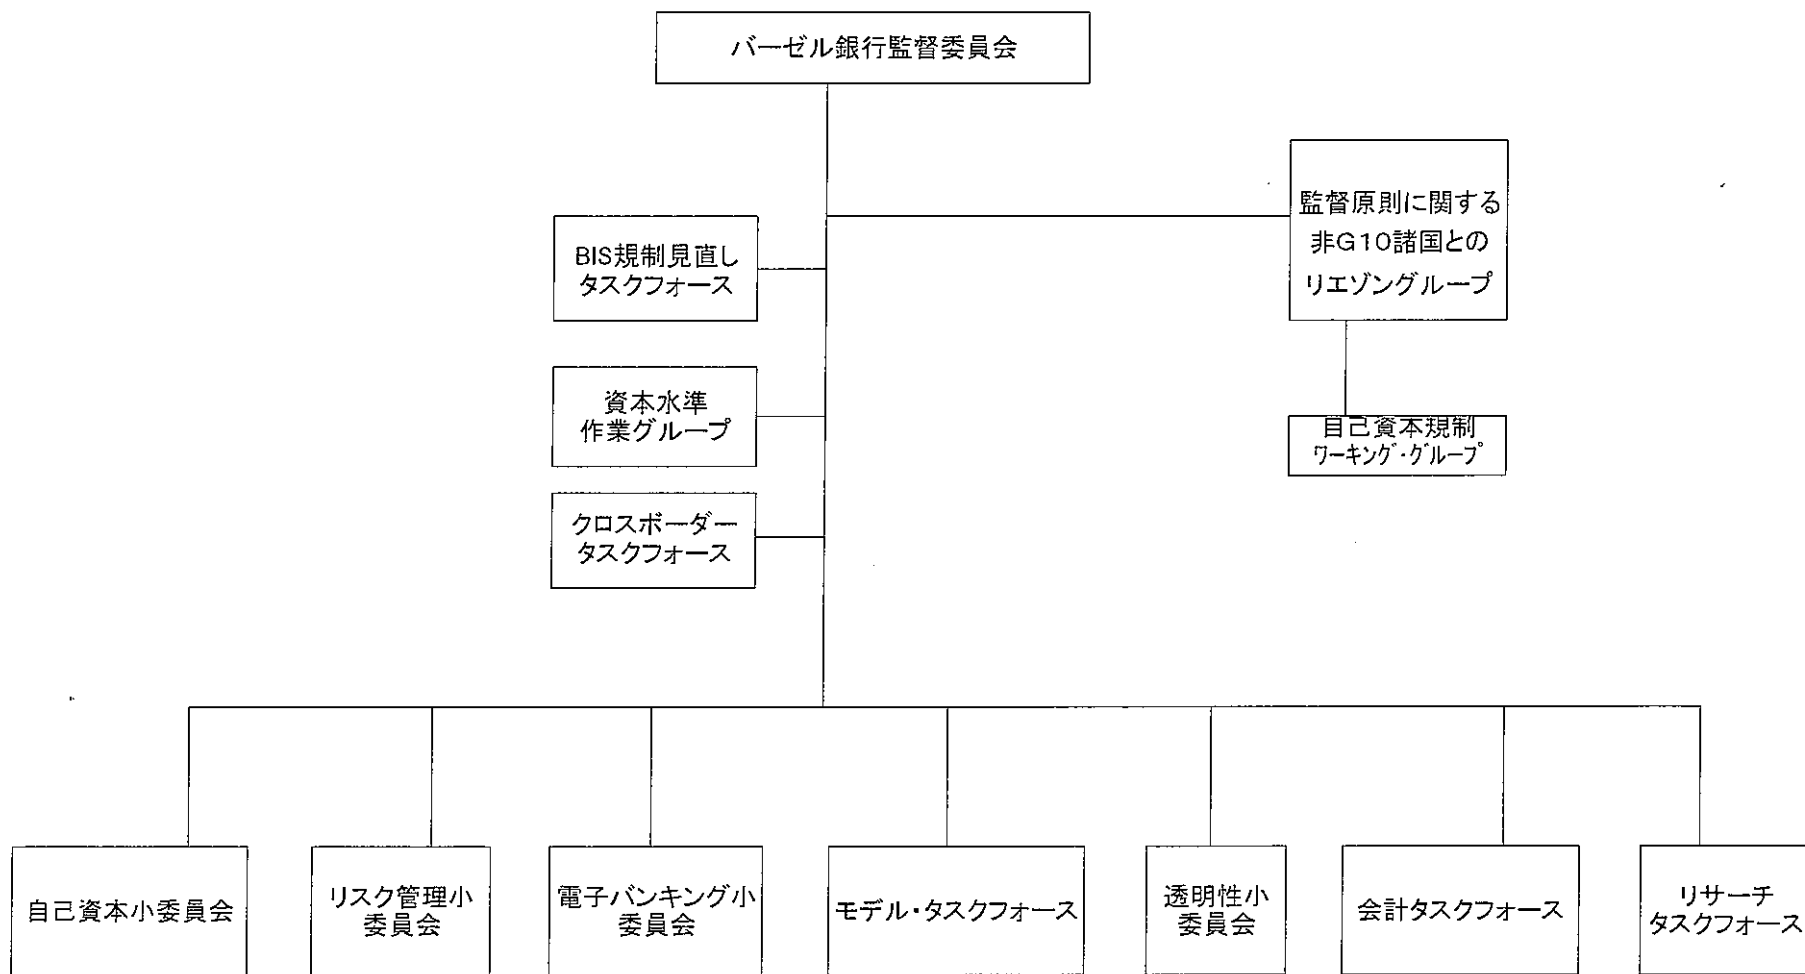 バーゼル銀行監督委員会
監督原則に関する
非G10諸国との
リエゾングループ
BIS規制見直し
タスクフォース
資本水準
作業グループ
自己資本規制
ワーキング・グループ
クロスボーダー
タスクフォース
自己資本小委員会
リスク管理小
委員会
電子バンキング小
委員会
モデル・タスクフォース
透明性小
委員会
会計タスクフォース
リサーチ
タスクフォース